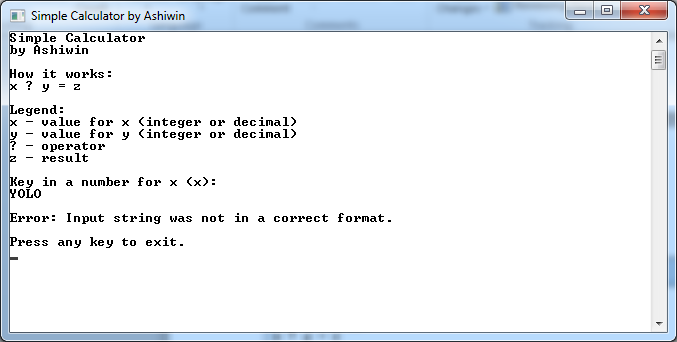 Comment
Changes
Simple Calculator by Ashiwin
Simple Calculator
by Ashiwin
How it works:
x ? y = z
Legend:
x - value for x (integer or decimal)
y - value for y (integer or decimal)
? - operator
z - result
Key in a number for x (x):
YOLO
Error: Input string was not in a correct format.
Press any key to exit.